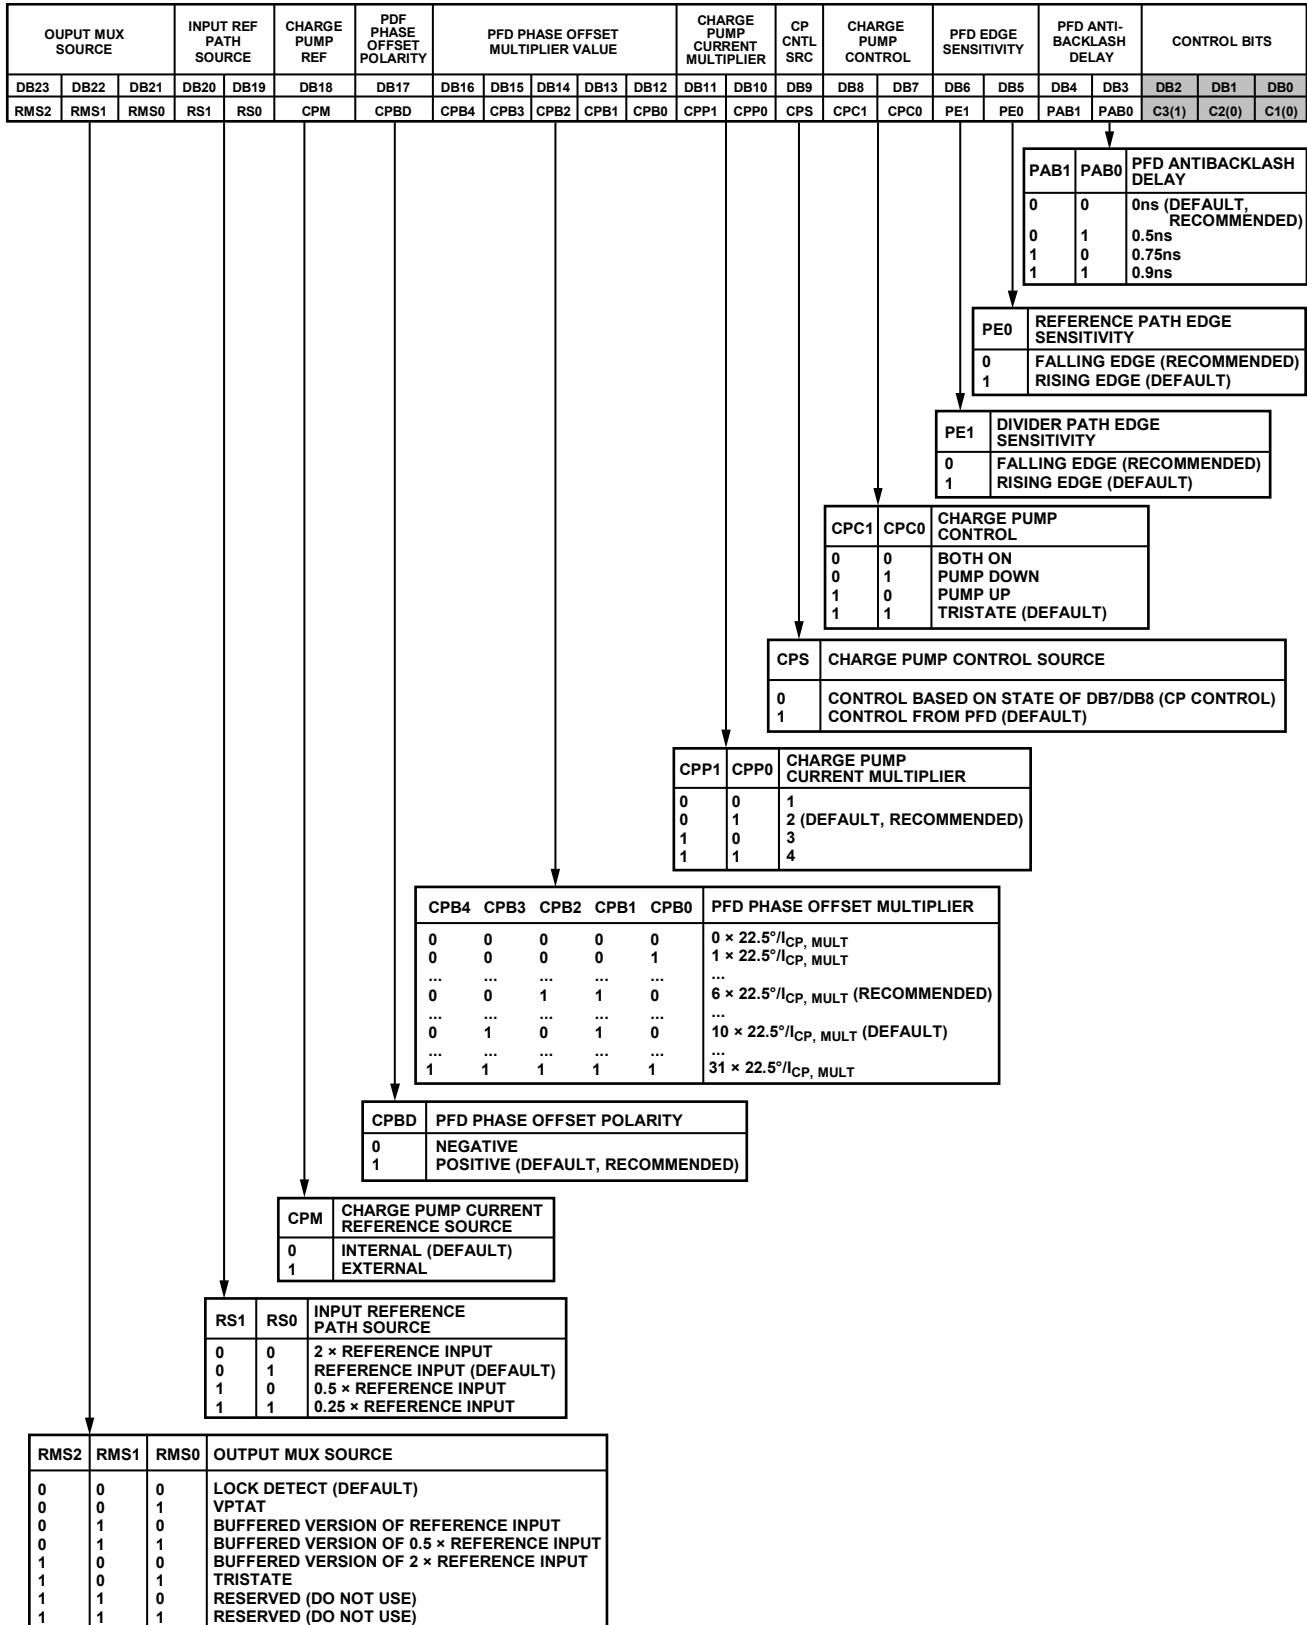 OUPUT MUX SOURCE
INPUT REF PATH SOURCE
CHARGE PUMP REF
PDF PHASE OFFSET POLARITY
PFD PHASE OFFSET MULTIPLIER VALUE
CHARGE PUMP CURRENT MULTIPLIER
CP CNTL SRC
CHARGE PUMP CONTROL
PFD EDGE SENSITIVITY
PFD ANTI-BACKLASH DELAY
CONTROL BITS
DB23 DB22 DB21 DB20 DB19 DB18 DB17 DB16 DB15 DB14 DB13 DB12 DB11 DB10 DB9 DB8 DB7 DB6 DB5 DB4 DB3 DB2 DB1 DB0
RMS2 RMS1 RMS0 RS1 RS0 CPM CPBD CPB4 CPB3 CPB2 CPB1 CPB0 CPP1 CPP0 CPS CPC1 CPC0 PE1 PE0 PAB1 PAB0 C3(1) C2(0) C1(0)
PAB1 PAB0 PFD ANTIBACKLASH
DELAY
0 0 0ns (DEFAULT,
RECOMMENDED)
0 1 0.5ns
1 0 0.75ns
1 1 0.9ns
PE0 REFERENCE PATH EDGE
SENSITIVITY
0 FALLING EDGE (RECOMMENDED)
1 RISING EDGE (DEFAULT)
PE1 DIVIDER PATH EDGE
SENSITIVITY
0 FALLING EDGE (RECOMMENDED)
1 RISING EDGE (DEFAULT)
CPC1 CPC0 CHARGE PUMP
CONTROL
0 0 BOTH ON
0 1 PUMP DOWN
1 0 PUMP UP
1 1 TRISTATE (DEFAULT)
CPS CHARGE PUMP CONTROL SOURCE
0 CONTROL BASED ON STATE OF DB7/DB8 (CP CONTROL)
1 CONTROL FROM PFD (DEFAULT)
CPP1 CPP0 CHARGE PUMP
CURRENT MULTIPLIER
0 0 1
0 1 2 (DEFAULT, RECOMMENDED)
1 0 3
1 1 4
CPB4 CPB3 CPB2 CPB1 CPB0 PFD PHASE OFFSET MULTIPLIER
0 0 0 0 0 0 × 22.5°/ICP, MULT
0 0 0 0 1 1 × 22.5°/ICP, MULT
... ... ... ... ... ...
0 0 1 1 0 6 × 22.5°/ICP, MULT (RECOMMENDED)
... ... ... ... ... ...
0 1 0 1 0 10 × 22.5°/ICP, MULT (DEFAULT)
... ... ... ... ... ...
1 1 1 1 1 31 × 22.5°/ICP, MULT
CPBD PFD PHASE OFFSET POLARITY
0 NEGATIVE
1 POSITIVE (DEFAULT, RECOMMENDED)
CPM CHARGE PUMP CURRENT
REFERENCE SOURCE
0 INTERNAL (DEFAULT)
1 EXTERNAL
RS1 RS0 INPUT REFERENCE
PATH SOURCE
0 0 2 × REFERENCE INPUT
0 1 REFERENCE INPUT (DEFAULT)
1 0 0.5 × REFERENCE INPUT
1 1 0.25 × REFERENCE INPUT
RMS2 RMS1 RMS0 OUTPUT MUX SOURCE
0 0 0 LOCK DETECT (DEFAULT)
0 0 1 VPTAT
0 1 0 BUFFERED VERSION OF REFERENCE INPUT
0 1 1 BUFFERED VERSION OF 0.5 × REFERENCE INPUT
1 0 0 BUFFERED VERSION OF 2 × REFERENCE INPUT
1 0 1 TRISTATE
1 1 0 RESERVED (DO NOT USE)
1 1 1 RESERVED (DO NOT USE)